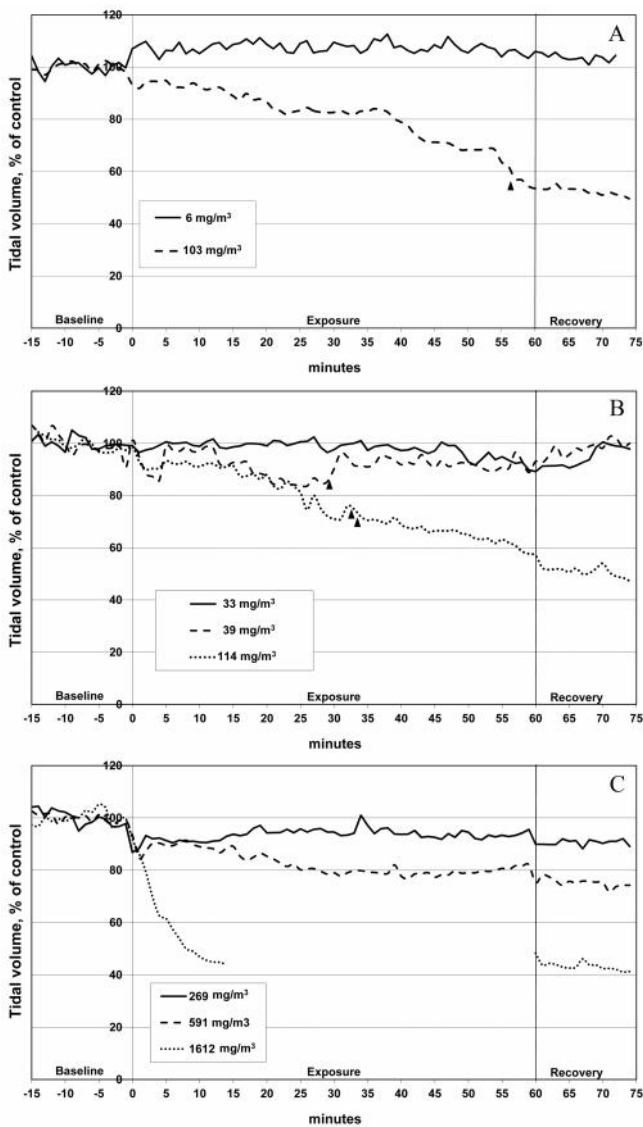 A
120
100
80
60
40
20
0
Tidal volume, % of control
6 mg/m³
103 mg/m³
Baseline Exposure Recovery
-15 -10 -5 0 5 10 15 20 25 30 35 40 45 50 55 60 65 70 75
minutes
B
120
100
80
60
40
20
0
Tidal volume, % of control
33 mg/m³
39 mg/m³
114 mg/m³
Baseline Exposure Recovery
-15 -10 -5 0 5 10 15 20 25 30 35 40 45 50 55 60 65 70 75
minutes
C
120
100
80
60
40
20
0
Tidal volume, % of control
269 mg/m³
591 mg/m3
1612 mg/m³
Baseline Exposure Recovery
-15 -10 -5 0 5 10 15 20 25 30 35 40 45 50 55 60 65 70 75
minutes